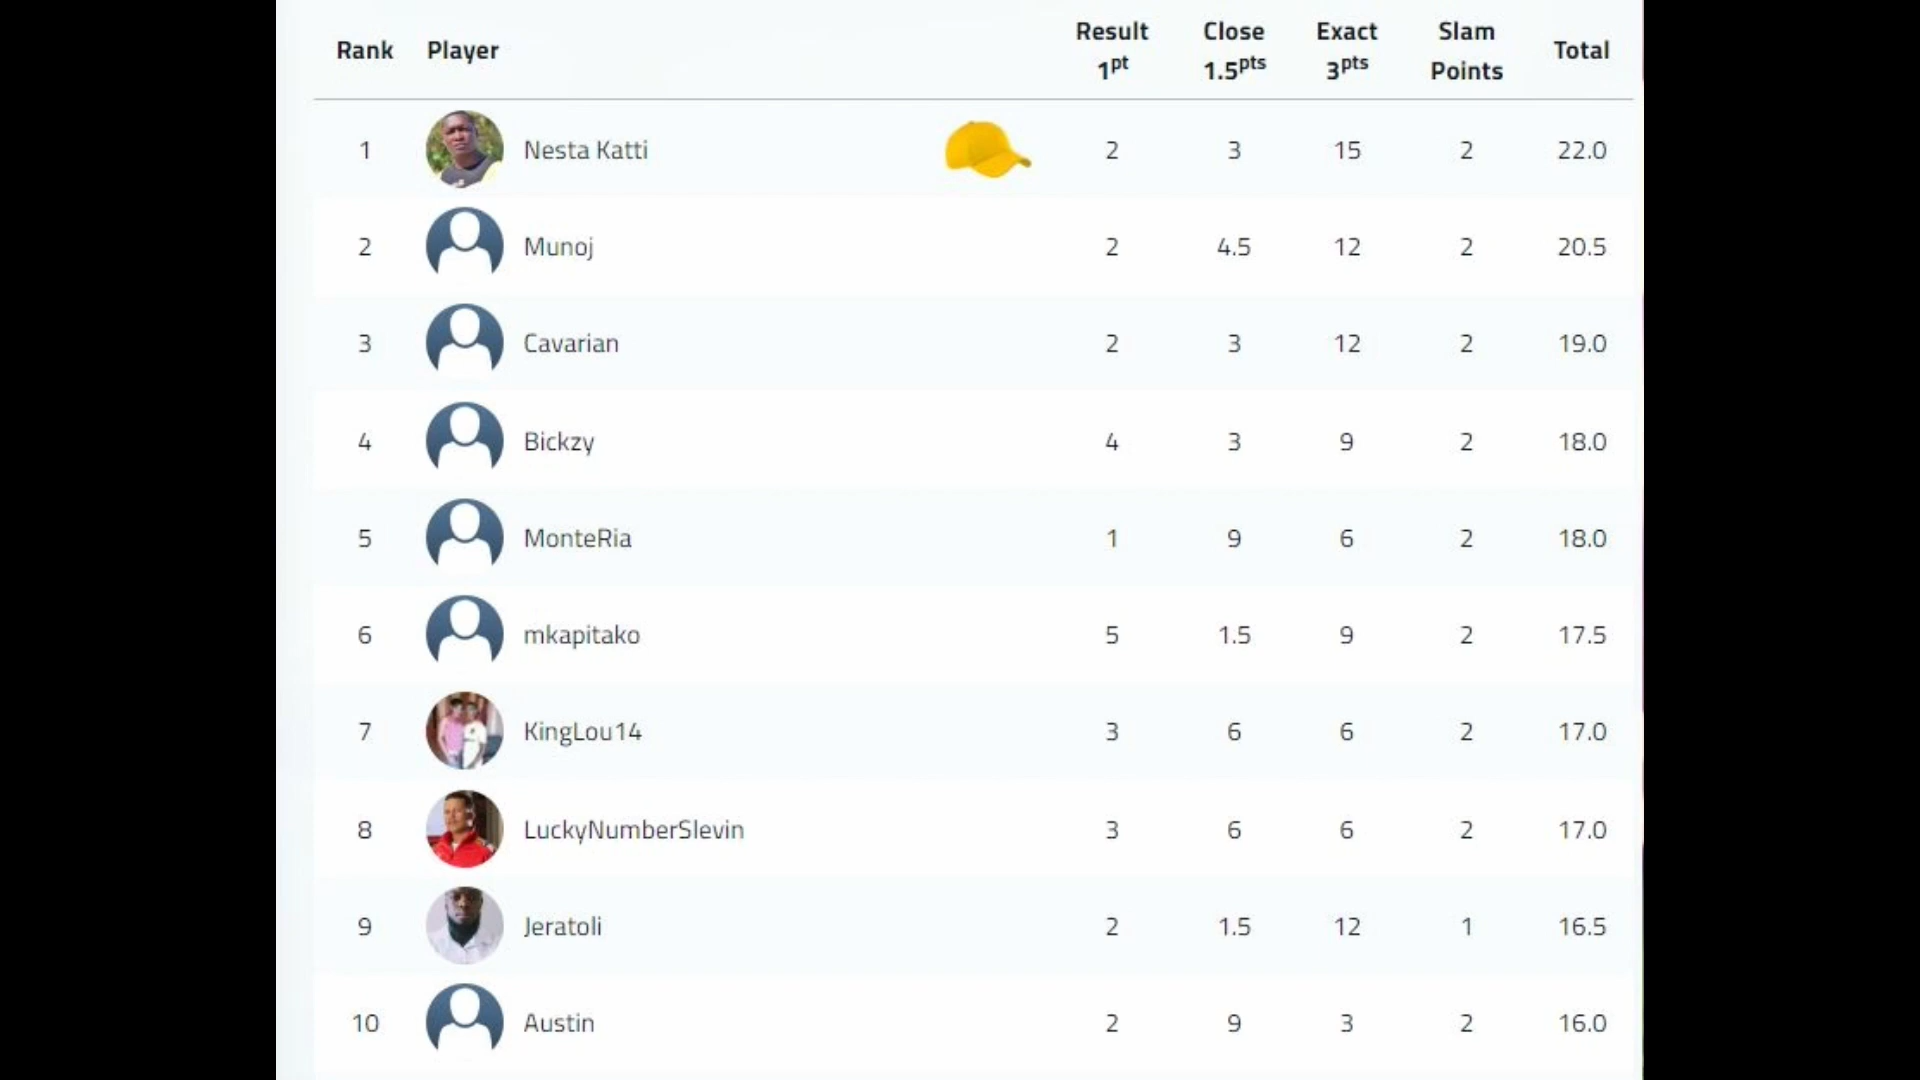 Rank Player Result 1pt Close 1.5pts Exact 3pts Slam Points Total
1 Nesta Katti 2 3 15 2 22.0
2 Munoj 2 4.5 12 2 20.5
3 Cavarian 2 3 12 2 19.0
4 Bickzy 4 3 9 2 18.0
5 MonteRia 1 9 6 2 18.0
6 mkapitako 5 1.5 9 2 17.5
7 KingLou14 3 6 6 2 17.0
8 LuckyNumberSlevin 3 6 6 2 17.0
9 Jeratoli 2 1.5 12 1 16.5
10 Austin 2 9 3 2 16.0